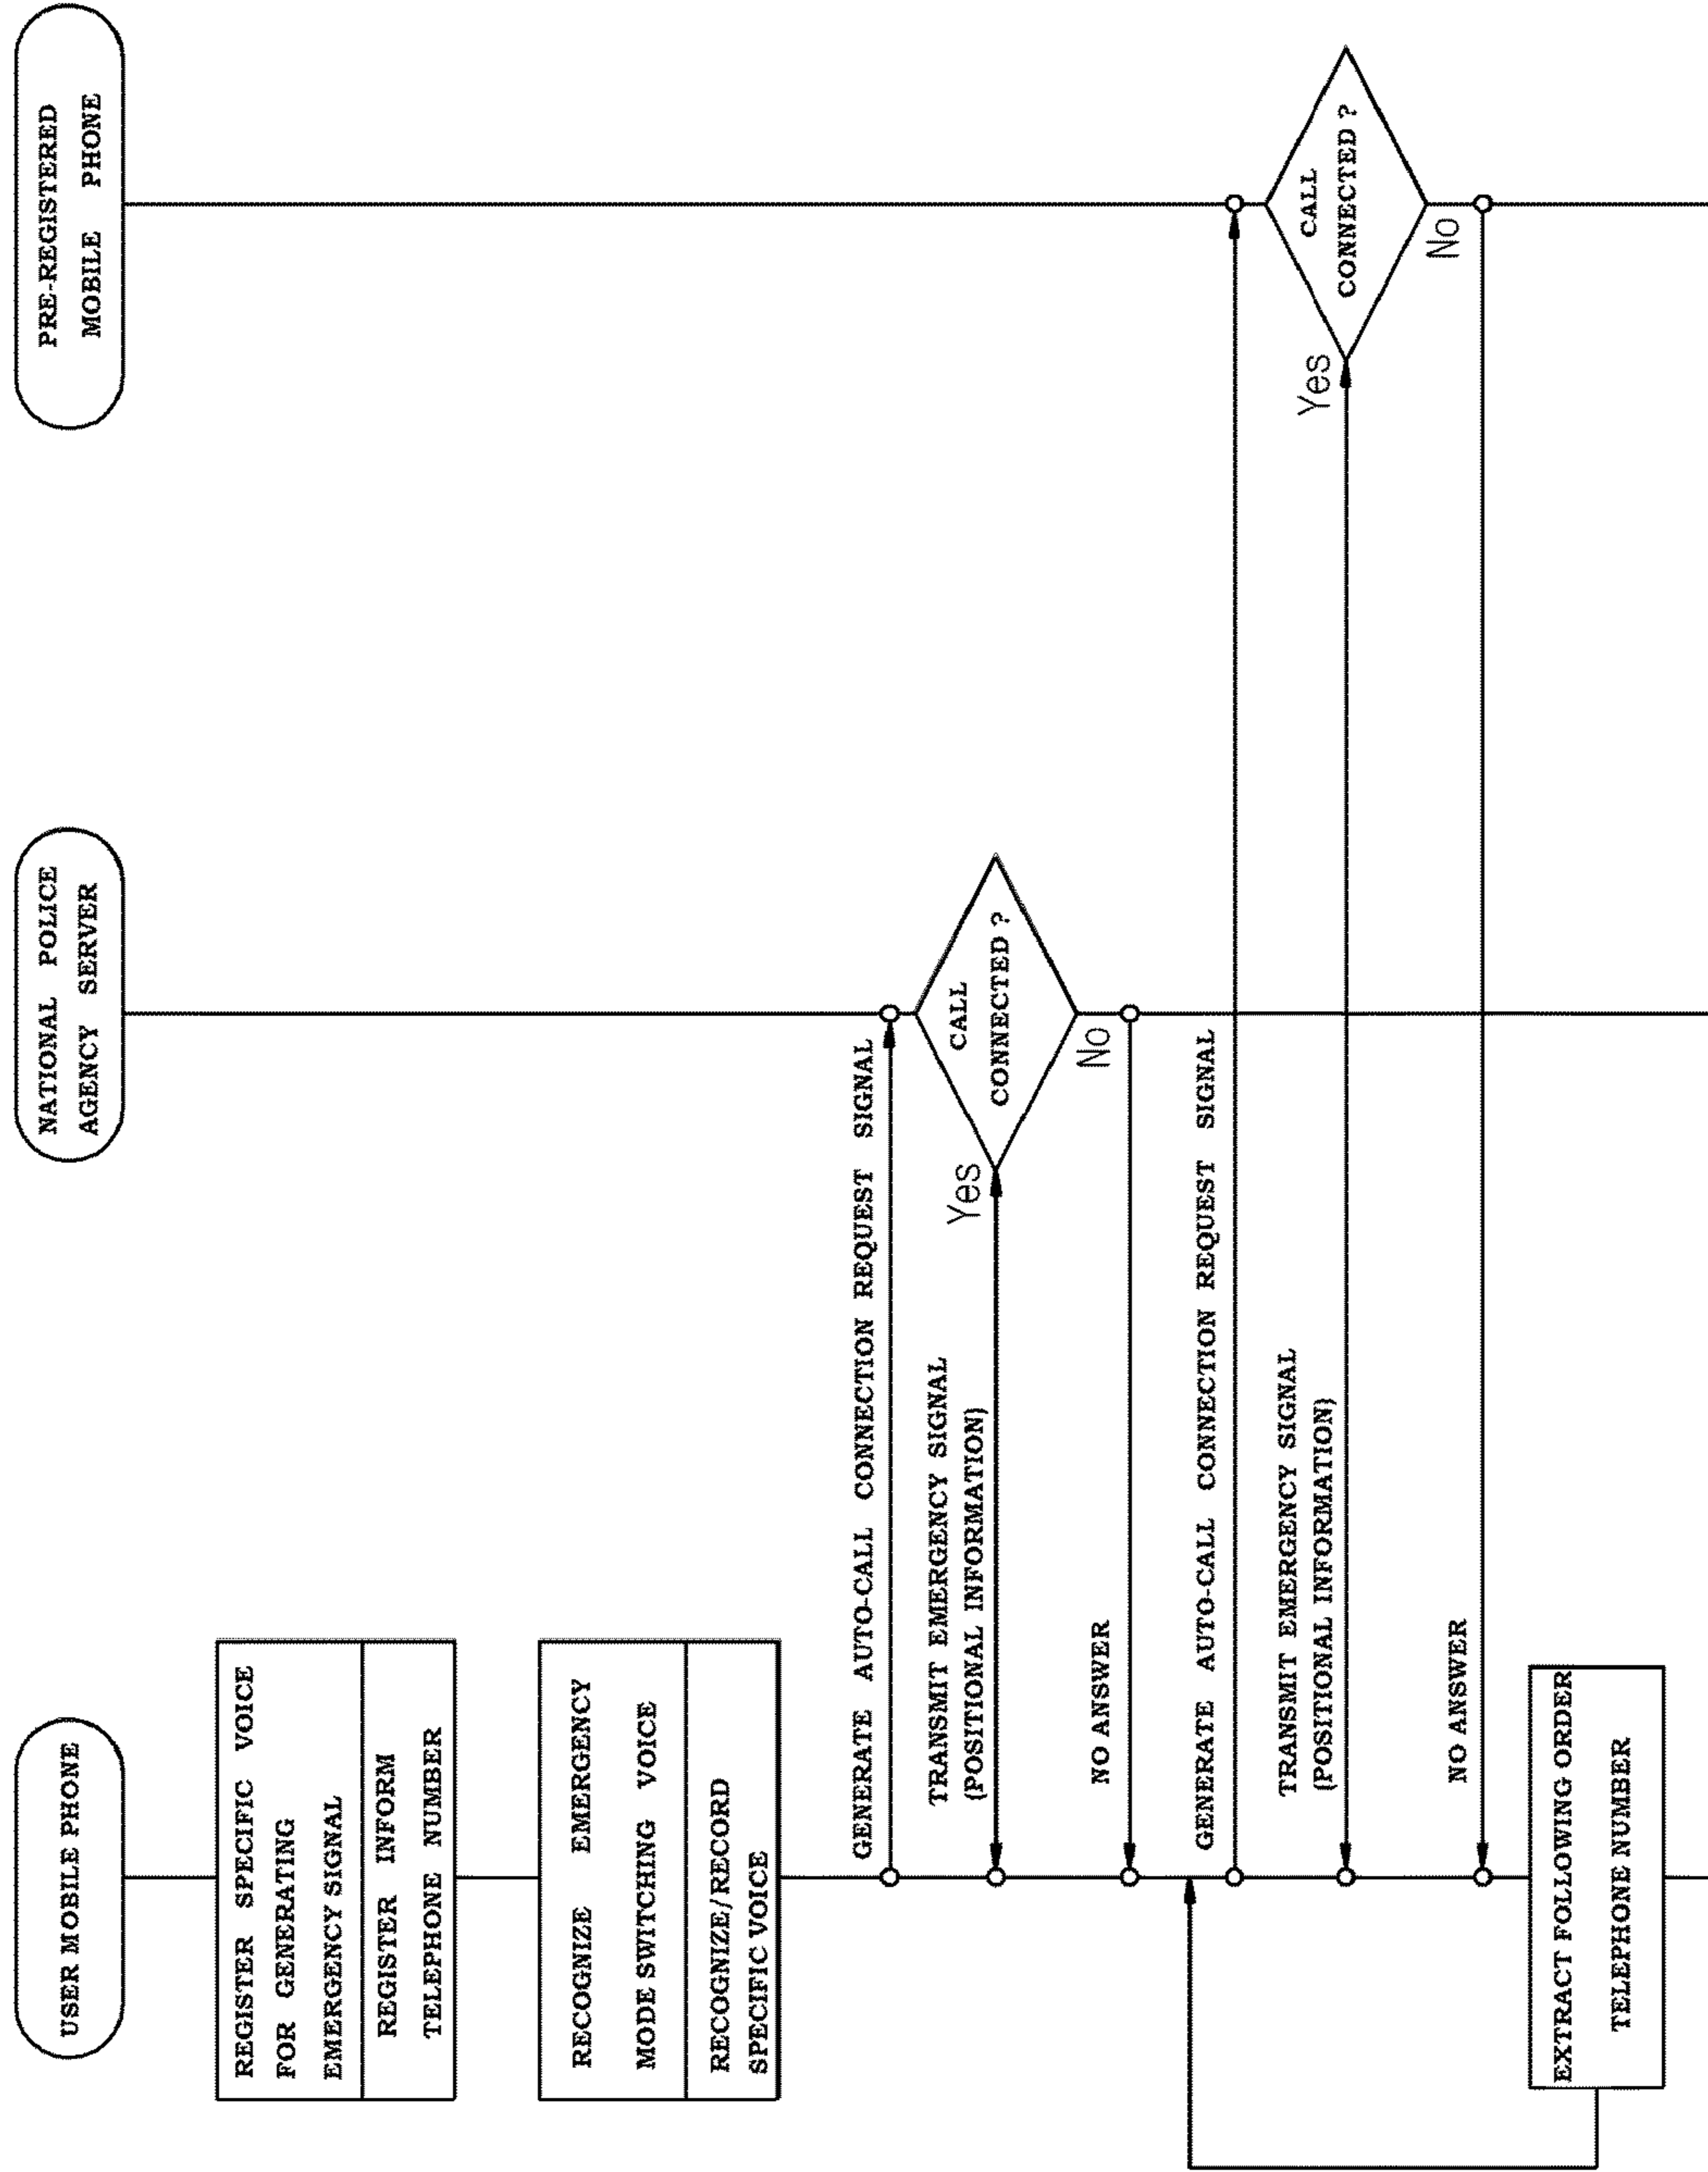 USER MOBILE PHONE
NATIONAL POLICE
AGENCY SERVER
PRE-REGISTERED
MOBILE PHONE
REGISTER SPECIFIC VOICE
FOR GENERATING
EMERGENCY SIGNAL
REGISTER INFORM
TELEPHONE NUMBER
RECOGNIZE EMERGENCY
MODE SWITCHING VOICE
RECOGNIZE/RECORD
SPECIFIC VOICE
GENERATE AUTO-CALL CONNECTION REQUEST SIGNAL
CALL
CONNECTED ?
Yes
TRANSMIT EMERGENCY SIGNAL
(POSITIONAL INFORMATION)
No
NO ANSWER
GENERATE AUTO-CALL CONNECTION REQUEST SIGNAL
CALL
CONNECTED ?
Yes
TRANSMIT EMERGENCY SIGNAL
(POSITIONAL INFORMATION)
No
NO ANSWER
EXTRACT FOLLOWING ORDER
TELEPHONE NUMBER